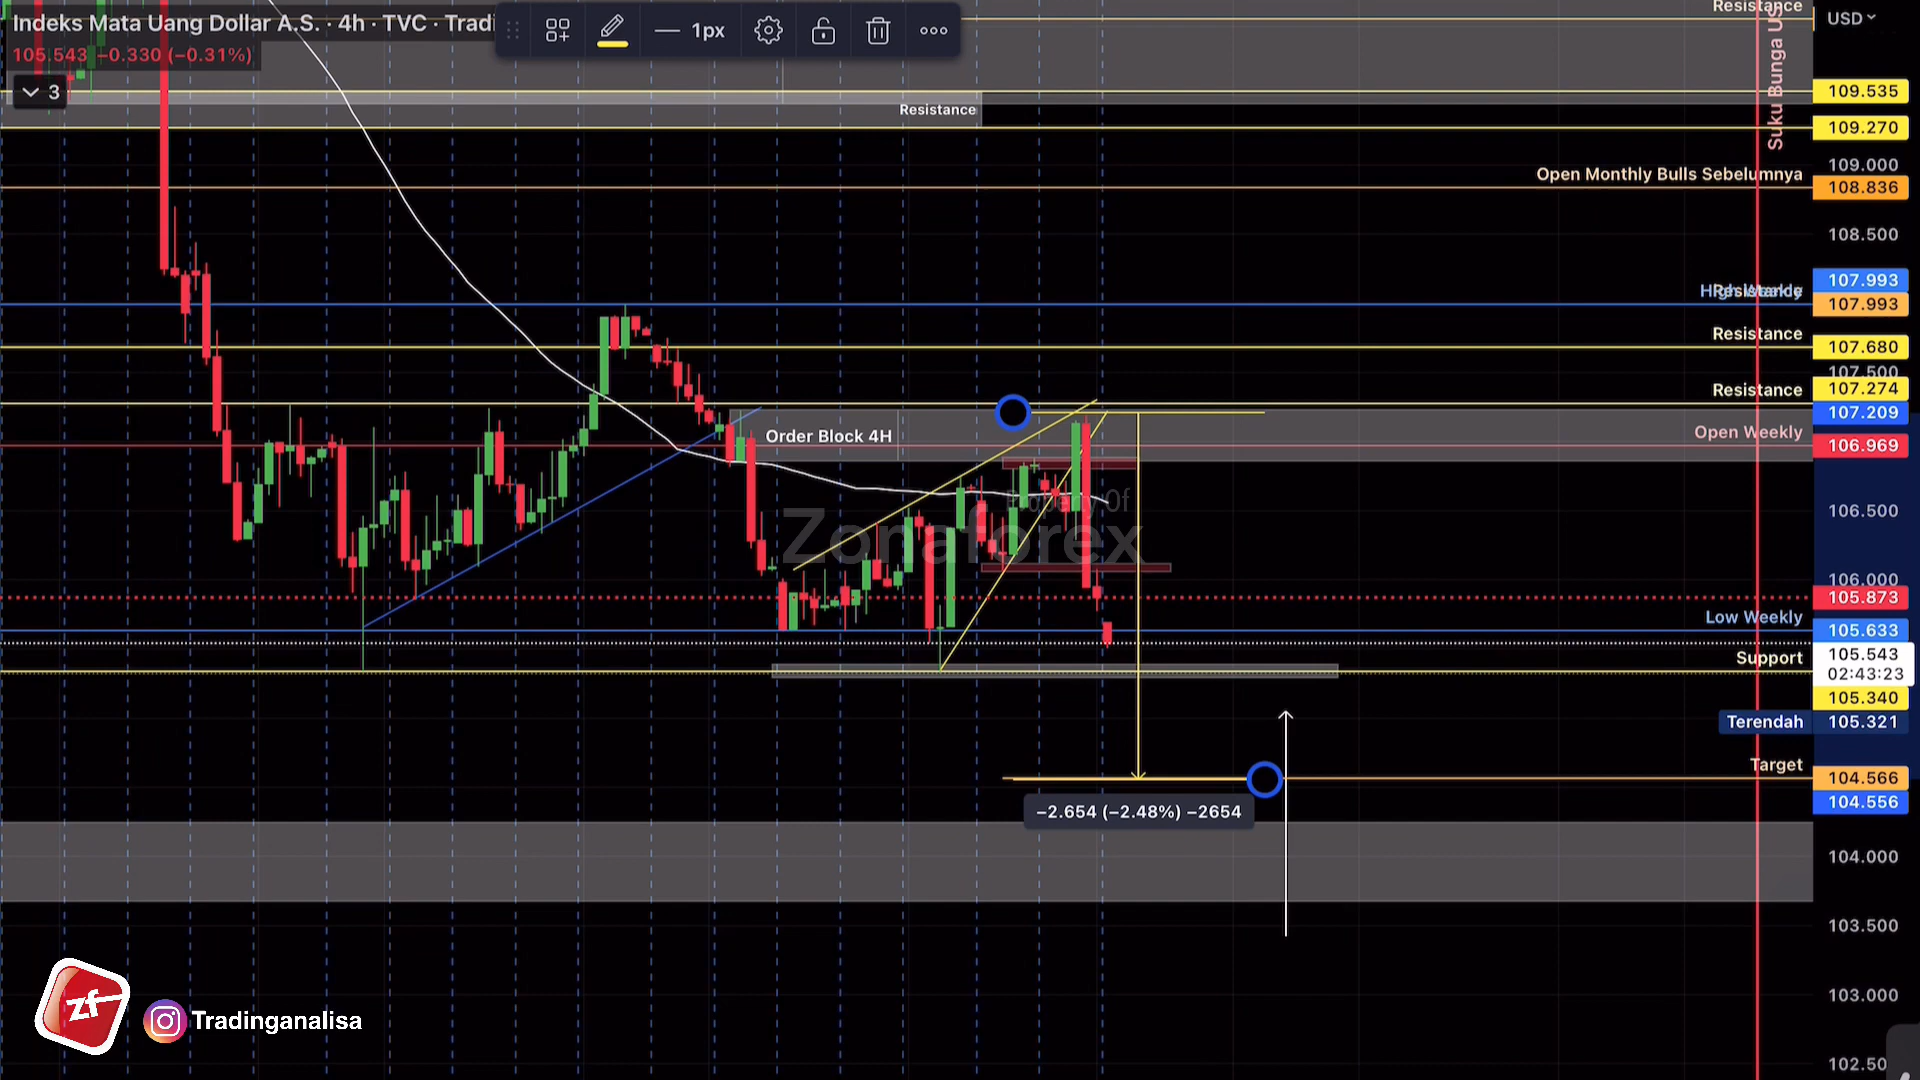 Indeks Mata Uang Dollar A.S. · 4h · TVC · Tradi
105.543 −0.330 (−0.31%)
3
1px
USD
Resistance
Suku Bunga US
109.535
Resistance
109.270
109.000
Open Monthly Bulls Sebelumnya
108.836
108.500
107.993
High Weekly
Resistance
107.993
Resistance
107.680
107.500
Resistance
107.274
107.209
Order Block 4H
Open Weekly
106.969
Property Of
Zonaforex
106.500
106.000
105.873
Low Weekly
105.633
105.543
Support
02:43:23
105.340
Terendah
105.321
Target
104.566
104.556
−2.654 (−2.48%) −2654
104.000
103.500
103.000
102.50
zf
Tradinganalisa